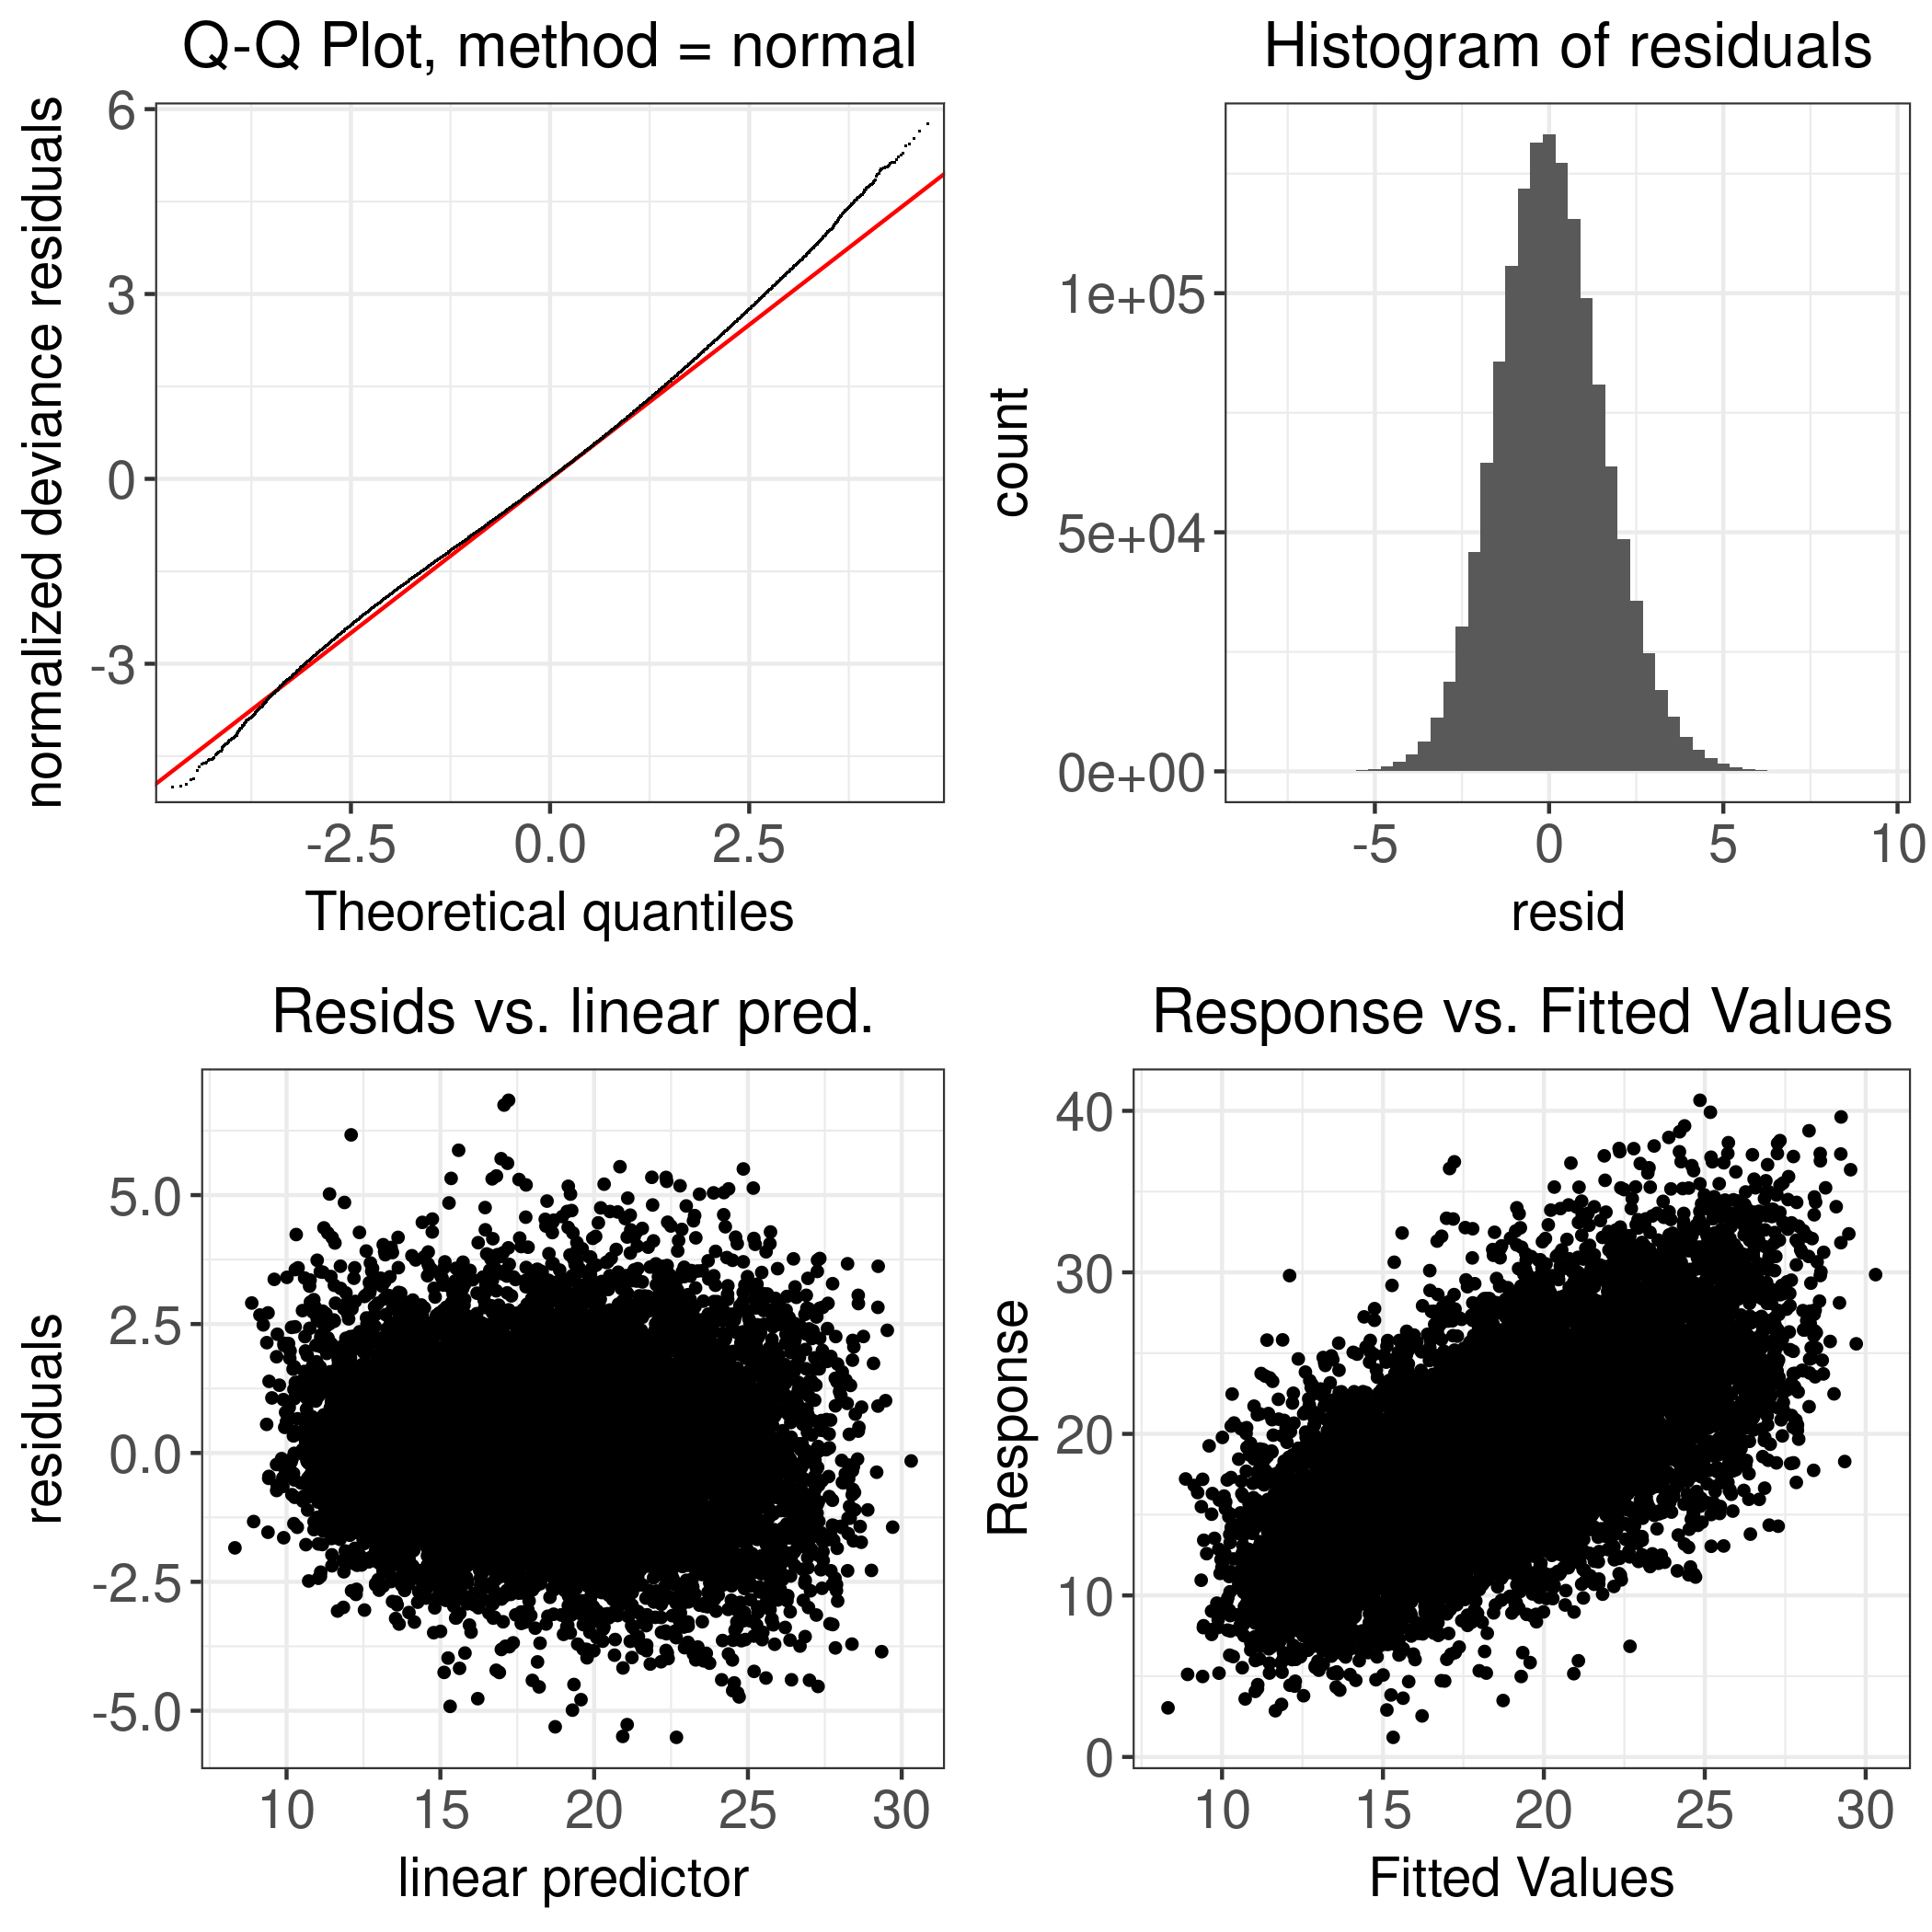 Q-Q Plot, method = normal
normalized deviance residuals
6
3
0
-3
-2.5 0.0 2.5
Theoretical quantiles
Histogram of residuals
count
1e+05
5e+04
0e+00
-5 0 5 10
resid
Resids vs. linear pred.
residuals
5.0
2.5
0.0
-2.5
-5.0
10 15 20 25 30
linear predictor
Response vs. Fitted Values
Response
40
30
20
10
0
10 15 20 25 30
Fitted Values